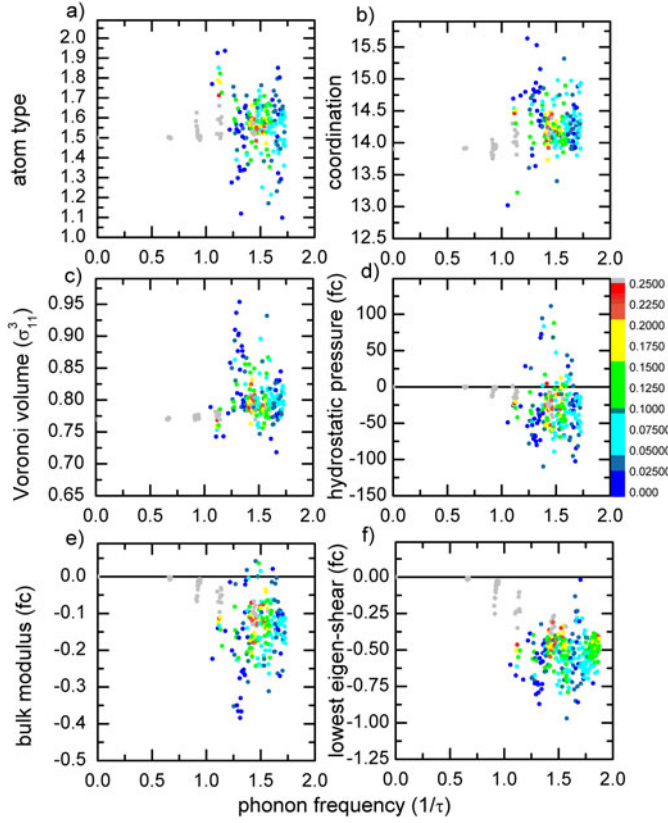 a)
2.0
1.9
1.8
1.7
1.6
1.5
1.4
1.3
1.2
1.1
1.0
atom type
0.0 0.5 1.0 1.5 2.0
b)
15.5
15.0
14.5
14.0
13.5
13.0
12.5
coordination
0.0 0.5 1.0 1.5 2.0
c)
0.95
0.90
0.85
0.80
0.75
0.70
0.65
Voronoi volume (σ³₁₁)
0.0 0.5 1.0 1.5 2.0
d)
100
50
0
-50
-100
-150
hydrostatic pressure (fc)
0.0 0.5 1.0 1.5 2.0
0.2500
0.2000
0.1750
0.1500
0.1250
0.1000
0.07500
0.05000
0.02500
0.000
e)
0.0
-0.1
-0.2
-0.3
-0.4
-0.5
bulk modulus (fc)
0.0 0.5 1.0 1.5 2.0
f)
0.00
-0.25
-0.50
-0.75
-1.00
-1.25
lowest eigen-shear (fc)
0.0 0.5 1.0 1.5 2.0
phonon frequency (1/τ)